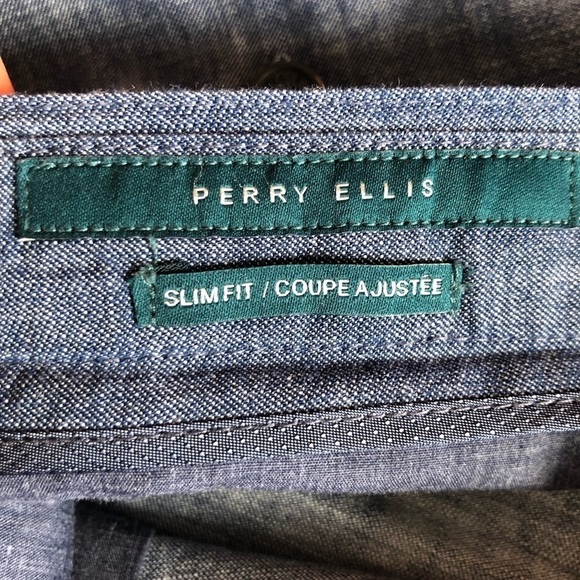 PERRY ELLIS
SLIM FIT / COUPE AJUSTÉE